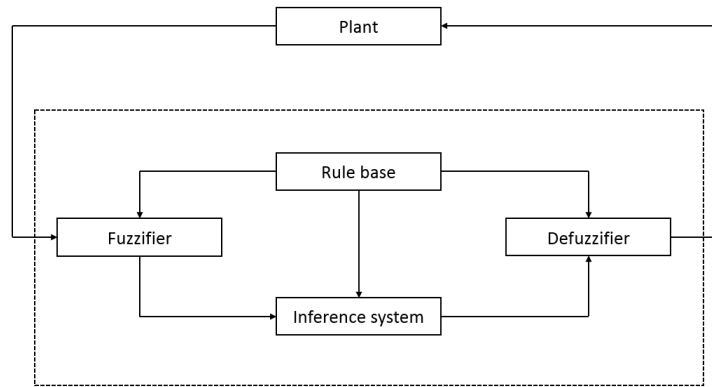 Plant
Rule base
Fuzzifier
Defuzzifier
Inference system